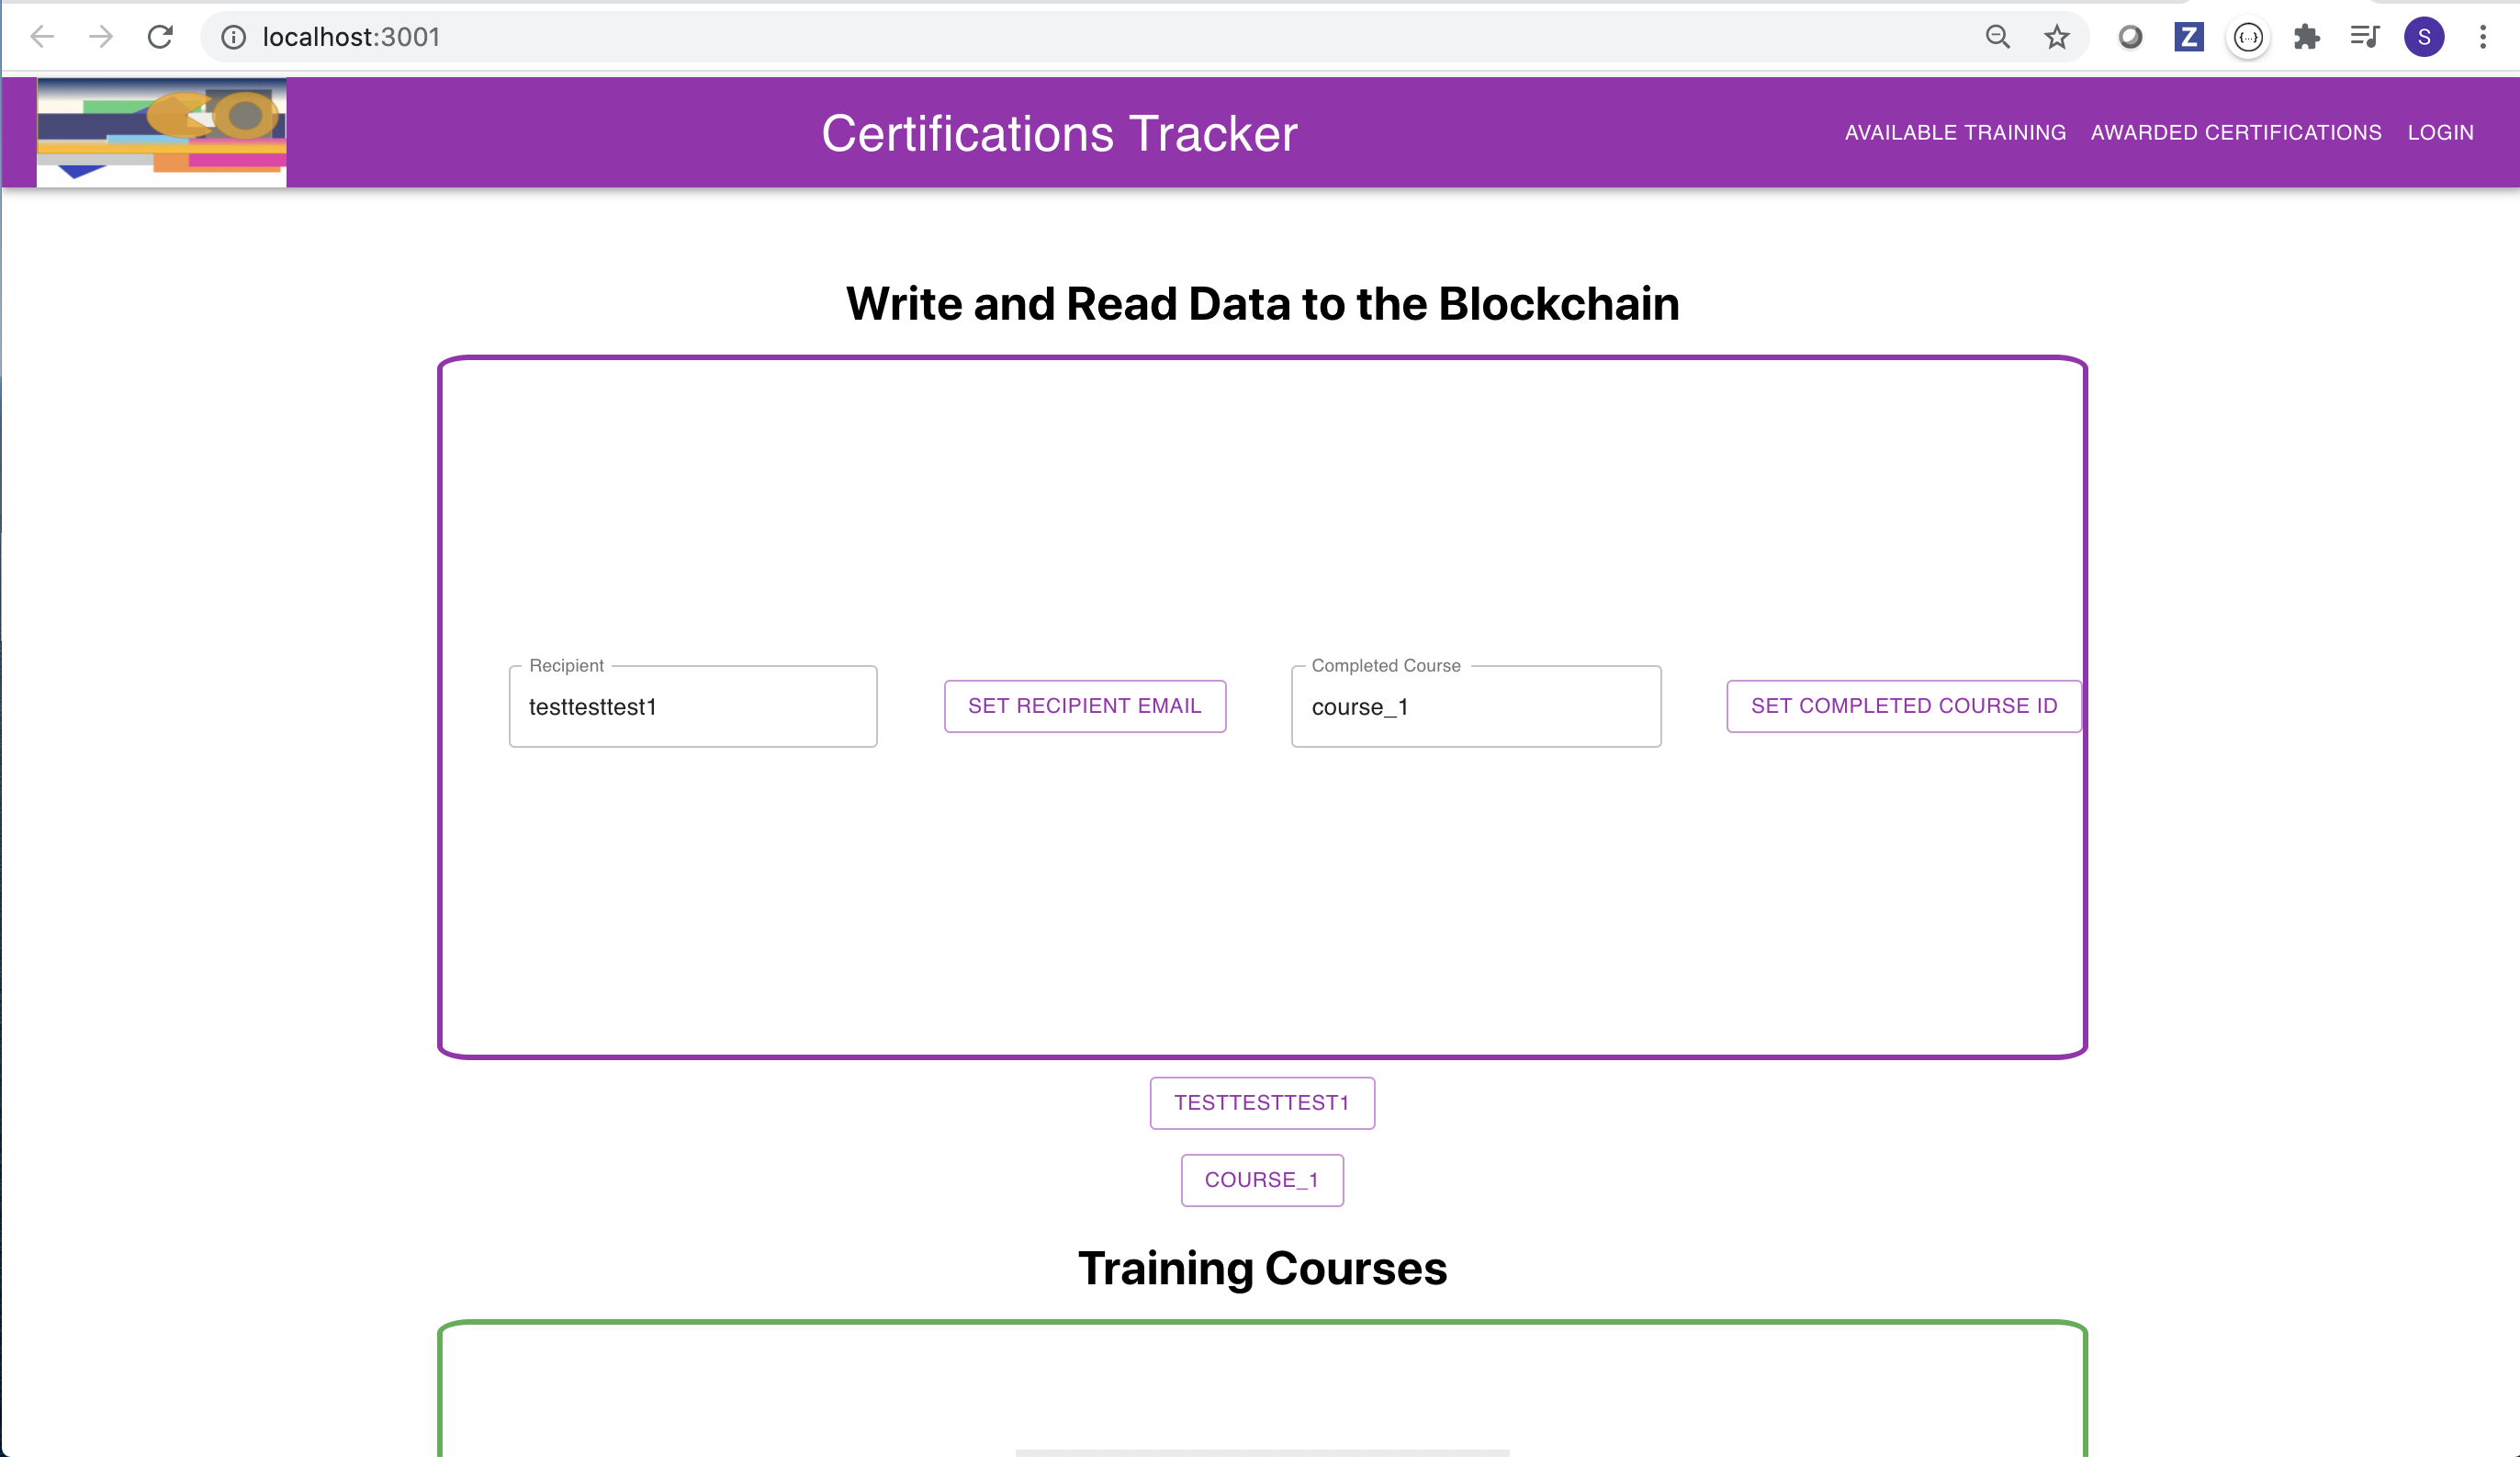 localhost:3001
Z
{...}
S
Certifications Tracker
AVAILABLE TRAINING AWARDED CERTIFICATIONS LOGIN
Write and Read Data to the Blockchain
Recipient
testtesttest1
SET RECIPIENT EMAIL
Completed Course
course_1
SET COMPLETED COURSE ID
TESTTESTTEST1
COURSE_1
Training Courses